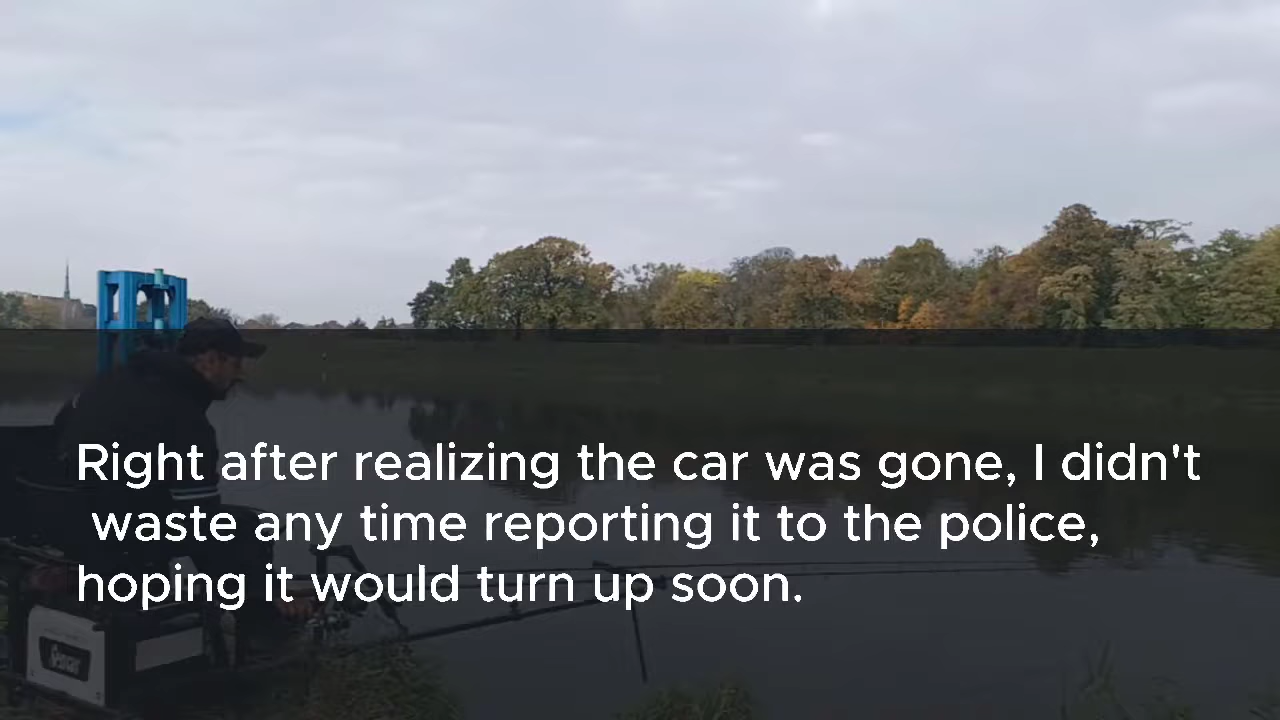 Right after realizing the car was gone, I didn't
waste any time reporting it to the police,
hoping it would turn up soon.